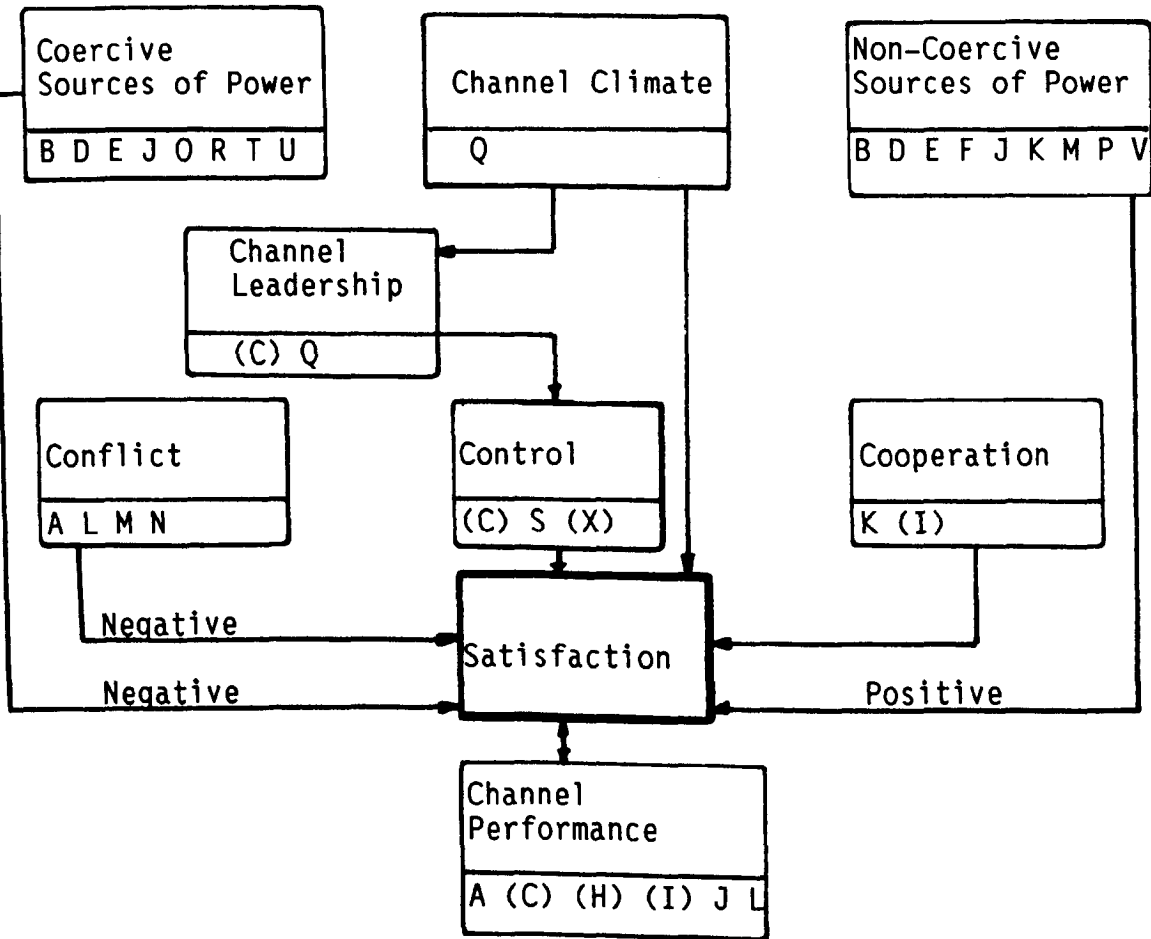 Coercive
Sources of Power
B D E J O R T U
Channel Climate
Q
Non-Coercive
Sources of Power
B D E F J K M P V
Channel
Leadership
(C) Q
Conflict
A L M N
Control
(C) S (X)
Cooperation
K (I)
Negative
Satisfaction
Negative
Positive
Channel
Performance
A (C) (H) (I) J L